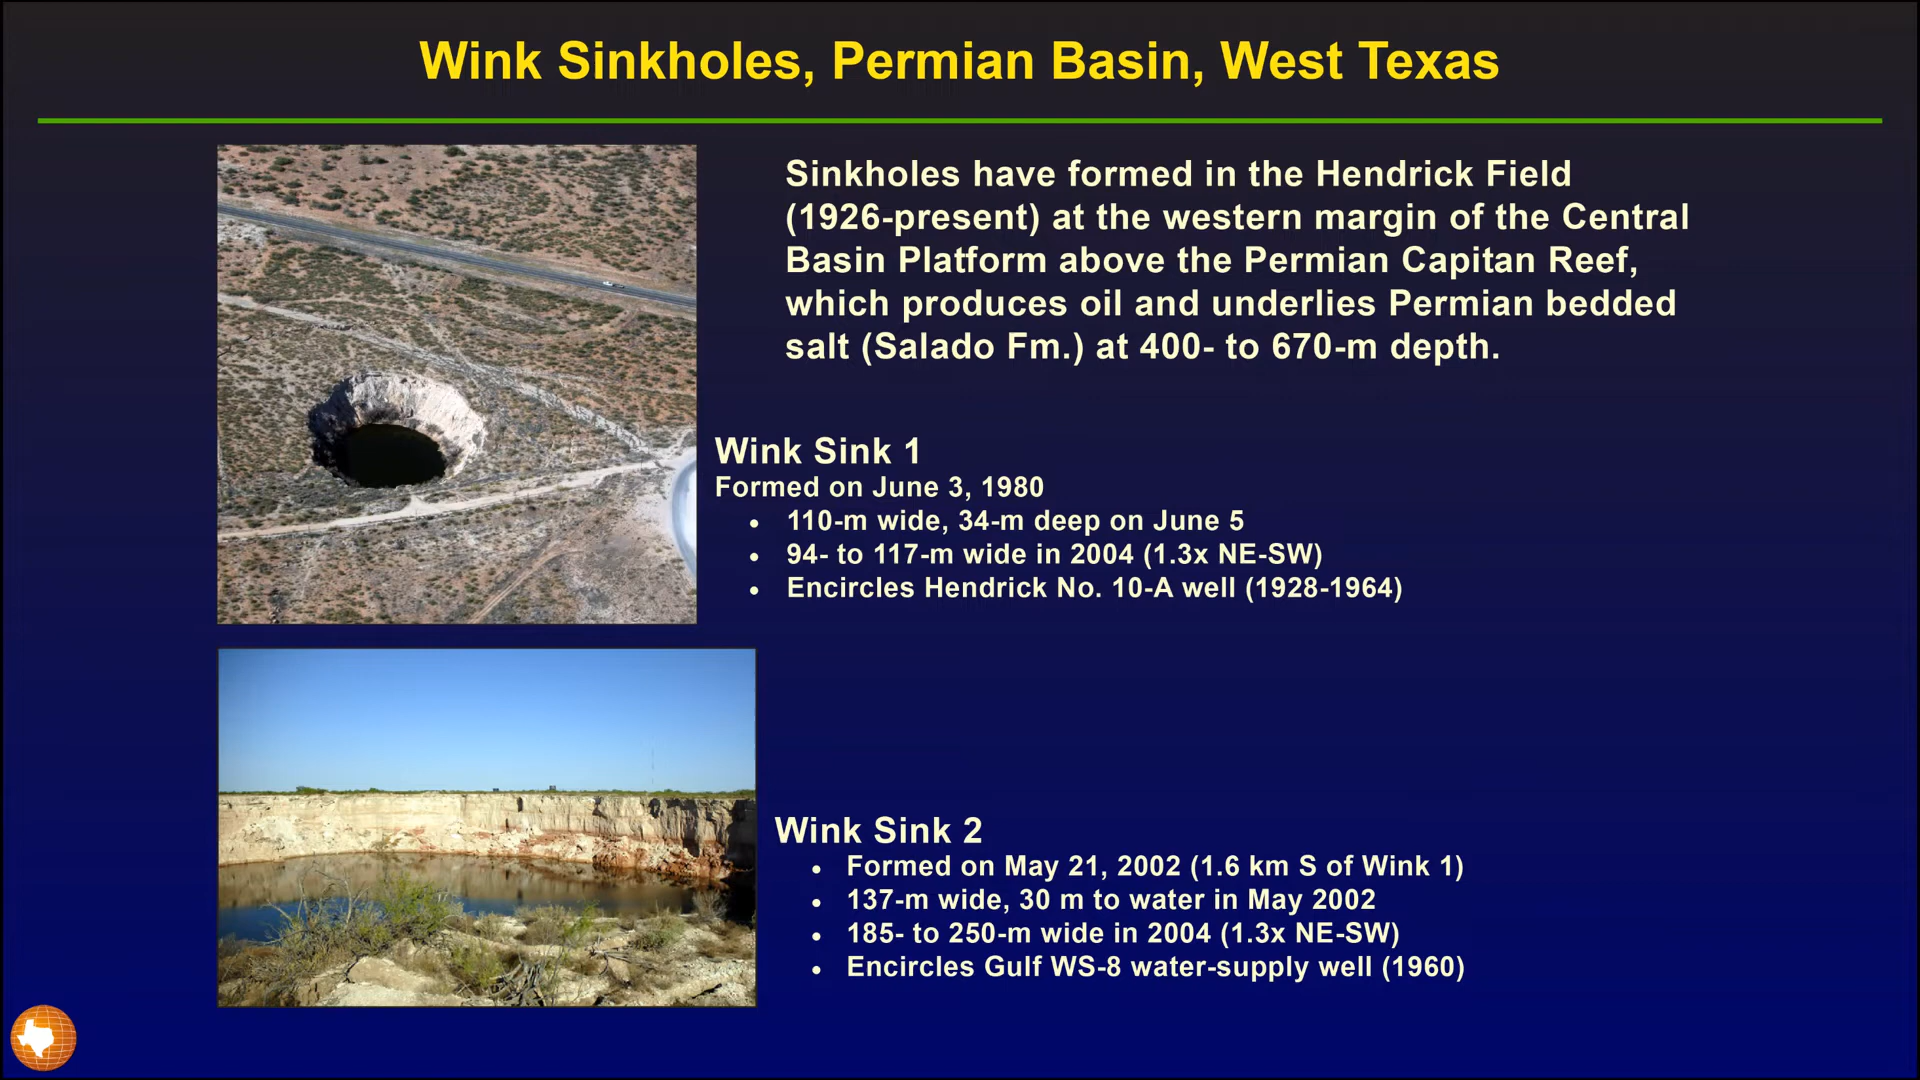 Wink Sinkholes, Permian Basin, West Texas
Sinkholes have formed in the Hendrick Field
(1926-present) at the western margin of the Central
Basin Platform above the Permian Capitan Reef,
which produces oil and underlies Permian bedded
salt (Salado Fm.) at 400- to 670-m depth.
Wink Sink 1
Formed on June 3, 1980
• 110-m wide, 34-m deep on June 5
• 94- to 117-m wide in 2004 (1.3x NE-SW)
• Encircles Hendrick No. 10-A well (1928-1964)
Wink Sink 2
• Formed on May 21, 2002 (1.6 km S of Wink 1)
• 137-m wide, 30 m to water in May 2002
• 185- to 250-m wide in 2004 (1.3x NE-SW)
• Encircles Gulf WS-8 water-supply well (1960)